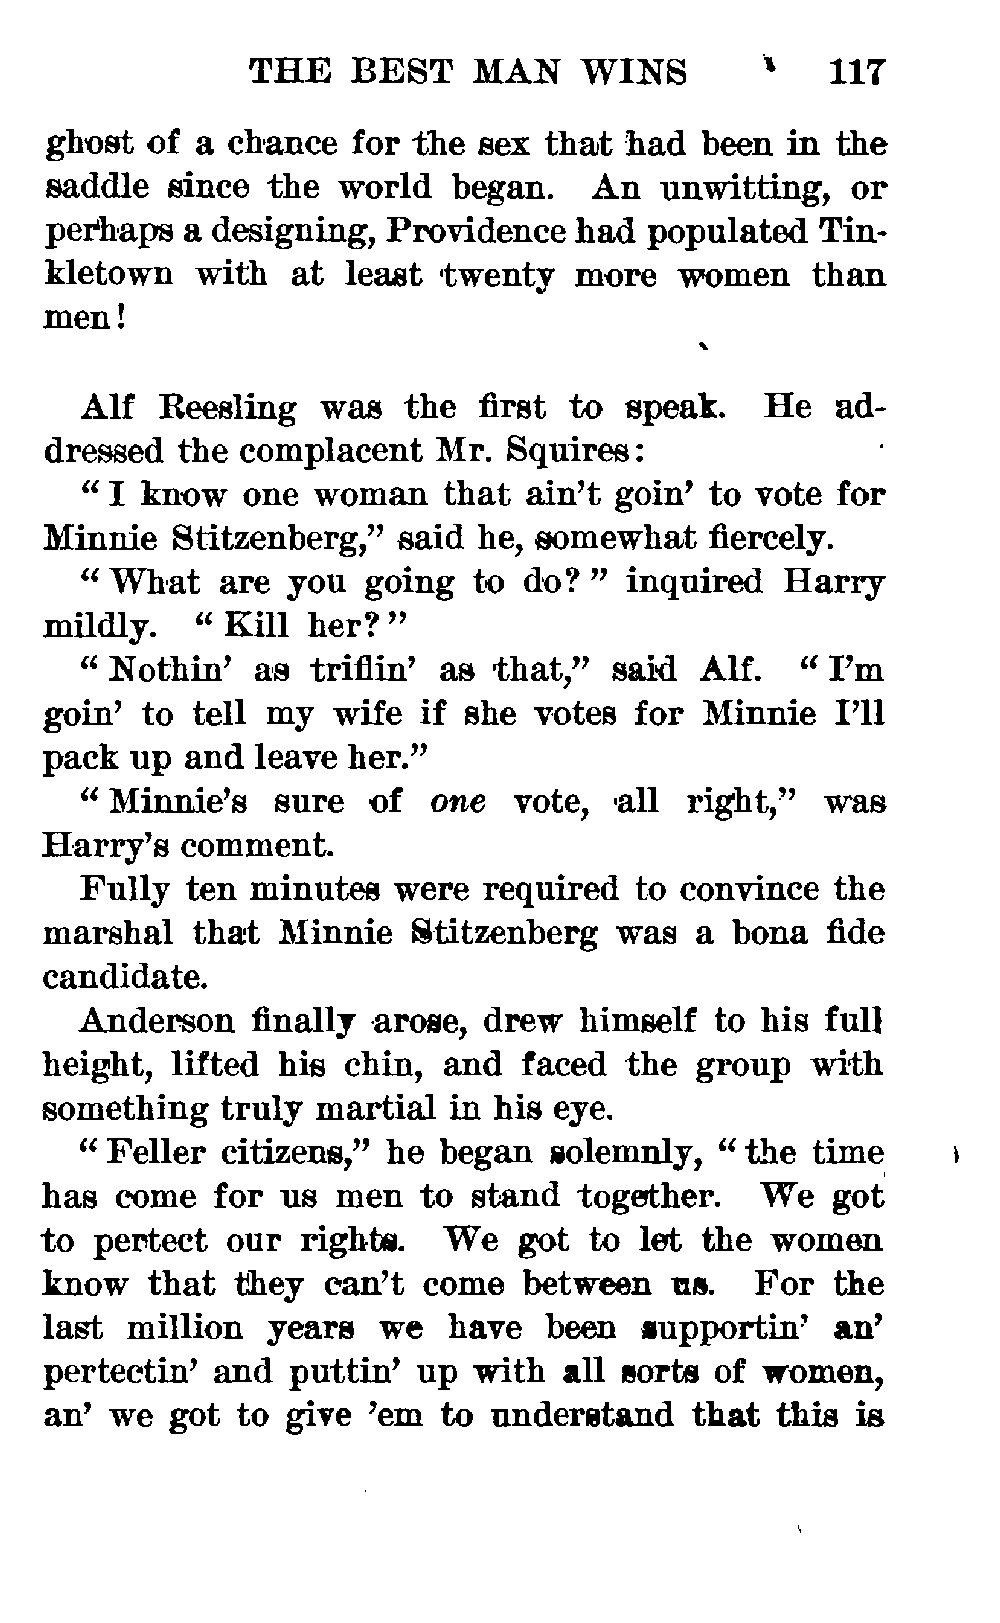 THE BEST MAN WINS 117
ghost of a chance for the sex that had been in the
saddle since the world began. An unwitting, or
perhaps a designing, Providence had populated Tin-
kletown with at least twenty more women than
men!
Alf Reesling was the first to speak. He ad-
dressed the complacent Mr. Squires:
“I know one woman that ain’t goin’ to vote for
Minnie Stitzenberg,” said he, somewhat fiercely.
“What are you going to do?” inquired Harry
mildly. “Kill her?”
“Nothin’ as triflin’ as that,” said Alf. “I’m
goin’ to tell my wife if she votes for Minnie I’ll
pack up and leave her.”
“Minnie’s sure of one vote, all right,” was
Harry’s comment.
Fully ten minutes were required to convince the
marshal that Minnie Stitzenberg was a bona fide
candidate.
Anderson finally arose, drew himself to his full
height, lifted his chin, and faced the group with
something truly martial in his eye.
“Feller citizens,” he began solemnly, “the time
has come for us men to stand together. We got
to pertect our rights. We got to let the women
know that they can’t come between us. For the
last million years we have been supportin’ an’
pertectin’ and puttin’ up with all sorts of women,
an’ we got to give ’em to understand that this is